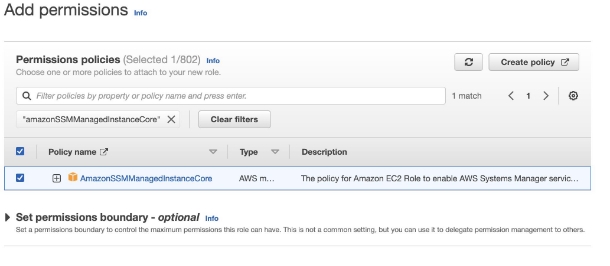 Add permissions Info
Permissions policies (Selected 1/802) Info
Choose one or more policies to attach to your new role.
Create policy
Filter policies by property or policy name and press enter.
1 match
1
"amazonSSMManagedInstanceCore"
Clear filters
Policy name Type Description
AmazonSSMManagedInstanceCore AWS m... The policy for Amazon EC2 Role to enable AWS Systems Manager servic...
Set permissions boundary - optional Info
Set a permissions boundary to control the maximum permissions this role can have. This is not a common setting, but you can use it to delegate permission management to others.